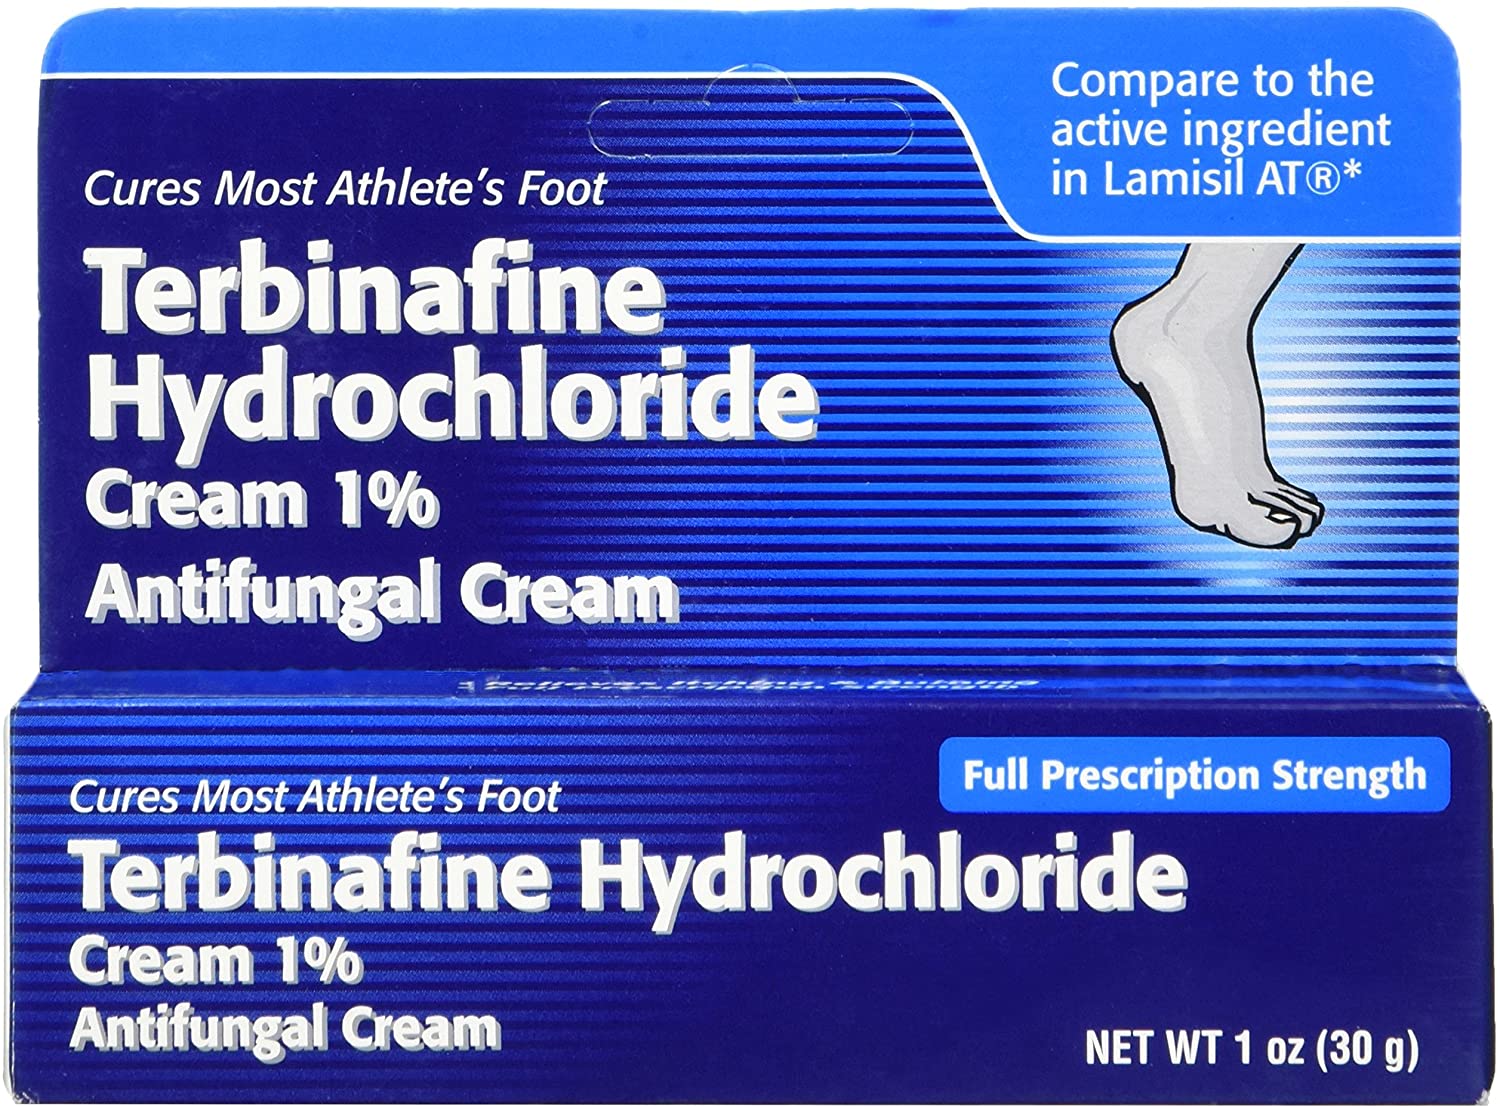 Compare to the
active ingredient
in Lamisil AT®*
Cures Most Athlete's Foot
Terbinafine
Hydrochloride
Cream 1%
Antifungal Cream
Full Prescription Strength
Cures Most Athlete's Foot
Terbinafine Hydrochloride
Cream 1%
Antifungal Cream
NET WT 1 oz (30 g)